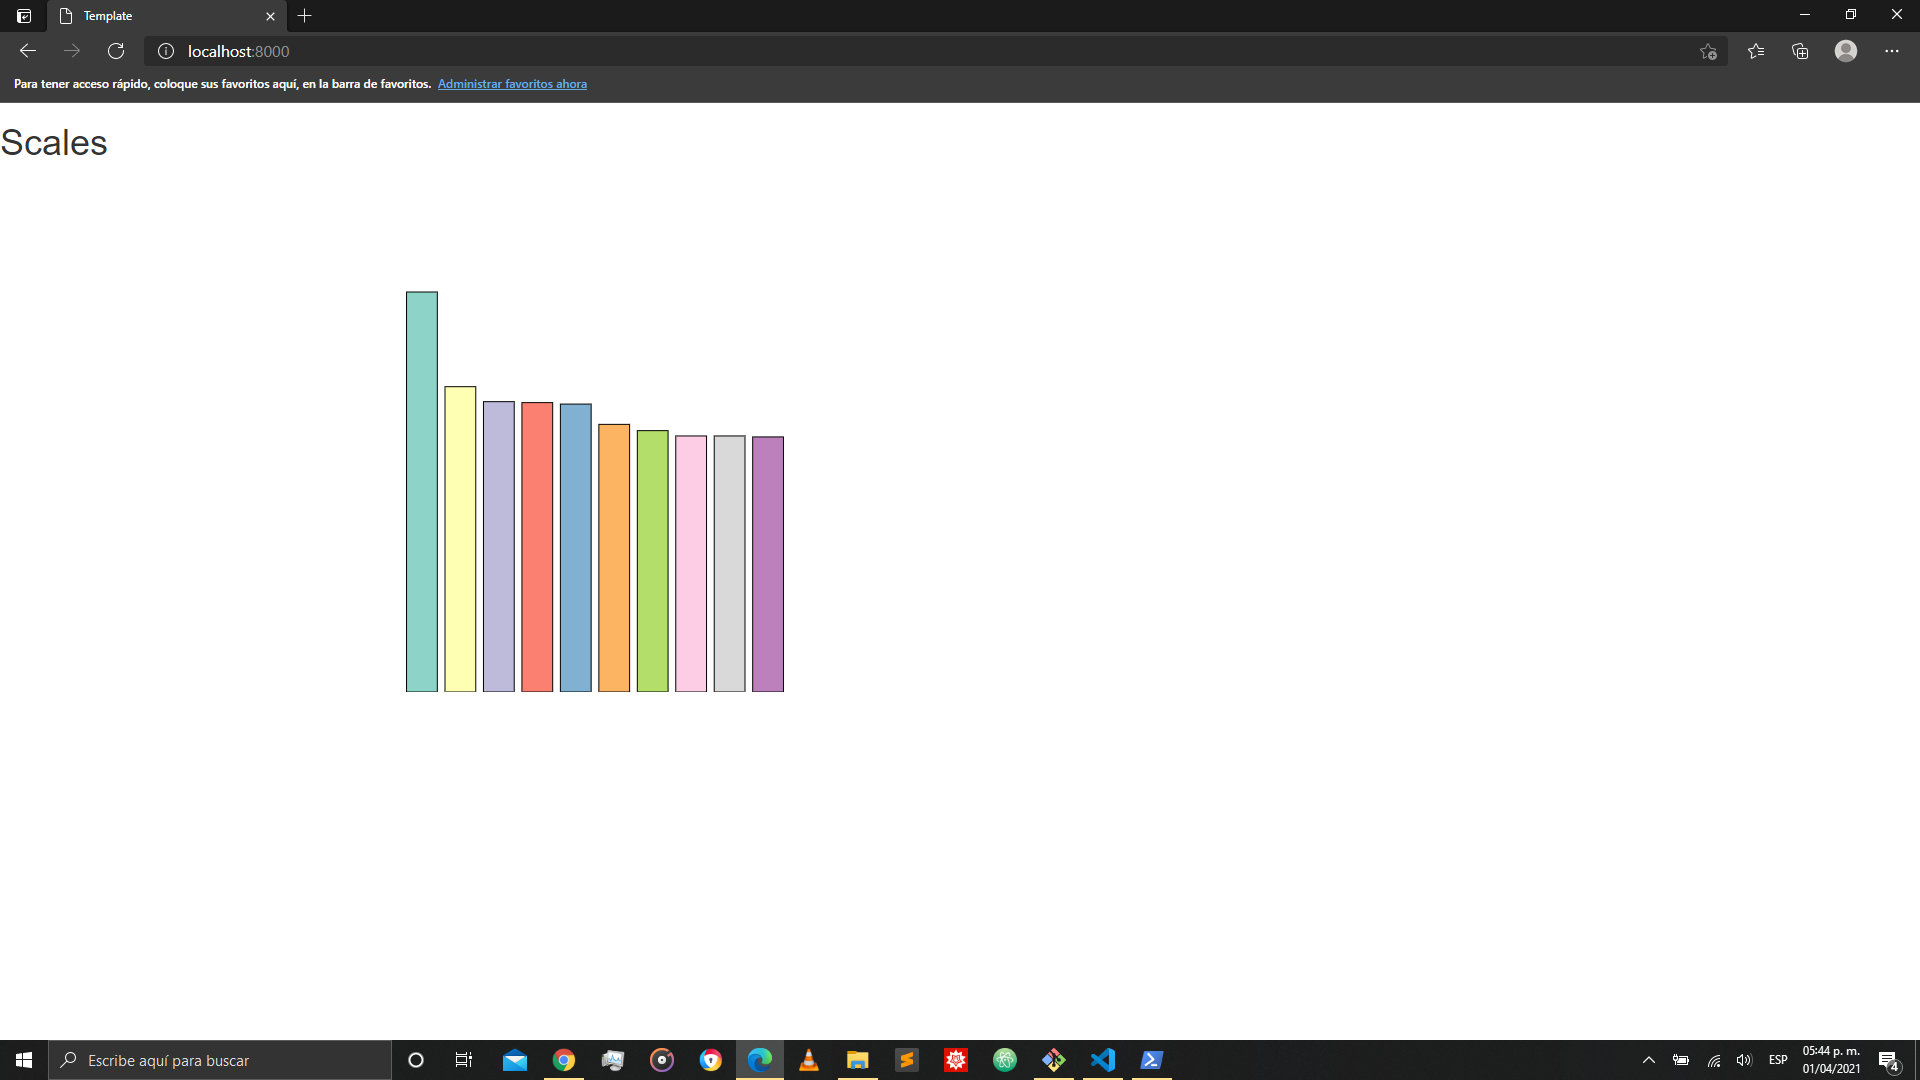 Template
localhost:8000
Para tener acceso rápido, coloque sus favoritos aquí, en la barra de favoritos. Administrar favoritos ahora
Scales
Escribe aquí para buscar
ESP
05:44 p. m.
01/04/2021
4